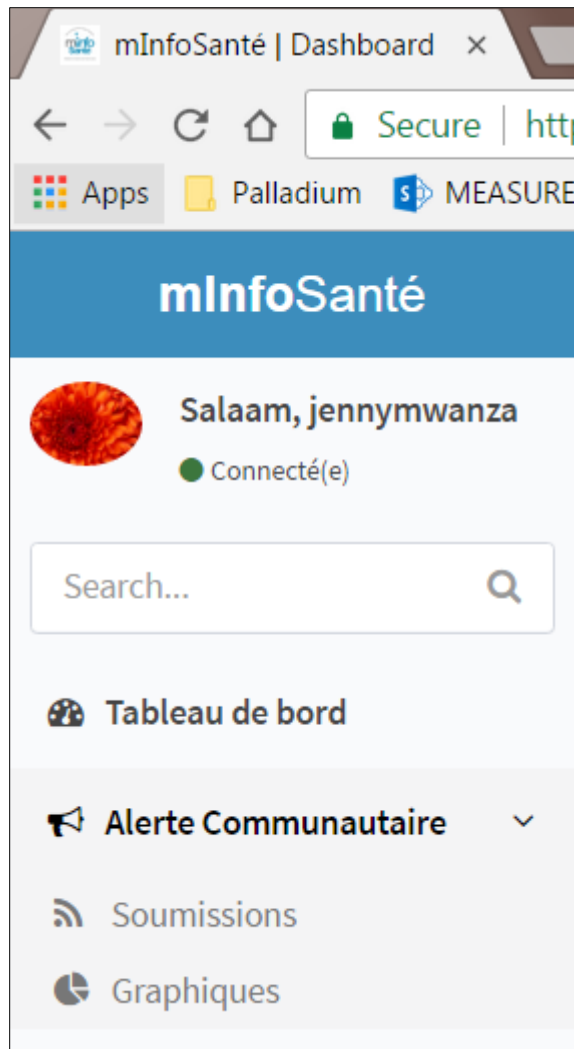 mInfoSanté | Dashboard
Secure | http
Apps Palladium MEASURE
mInfoSanté
Salaam, jennymwanza
Connecté(e)
Search...
Tableau de bord
Alerte Communautaire
Soumissions
Graphiques